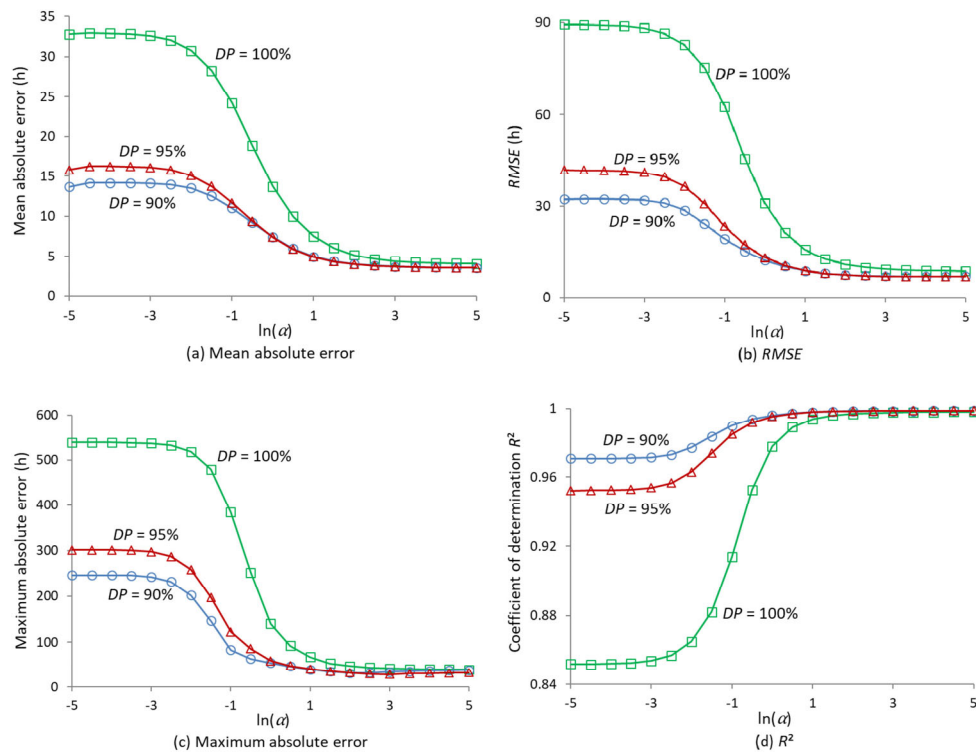 35
30
25
20
15
10
5
0
Mean absolute error (h)
DP = 100%
DP = 95%
DP = 90%
-5 -3 -1 1 3 5
ln(α)
(a) Mean absolute error
90
60
30
0
RMSE (h)
DP = 100%
DP = 95%
DP = 90%
-5 -3 -1 1 3 5
ln(α)
(b) RMSE
600
500
400
300
200
100
0
Maximum absolute error (h)
DP = 100%
DP = 95%
DP = 90%
-5 -3 -1 1 3 5
ln(α)
(c) Maximum absolute error
1
0.96
0.92
0.88
0.84
Coefficient of determination R²
DP = 90%
DP = 95%
DP = 100%
-5 -3 -1 1 3 5
ln(α)
(d) R²